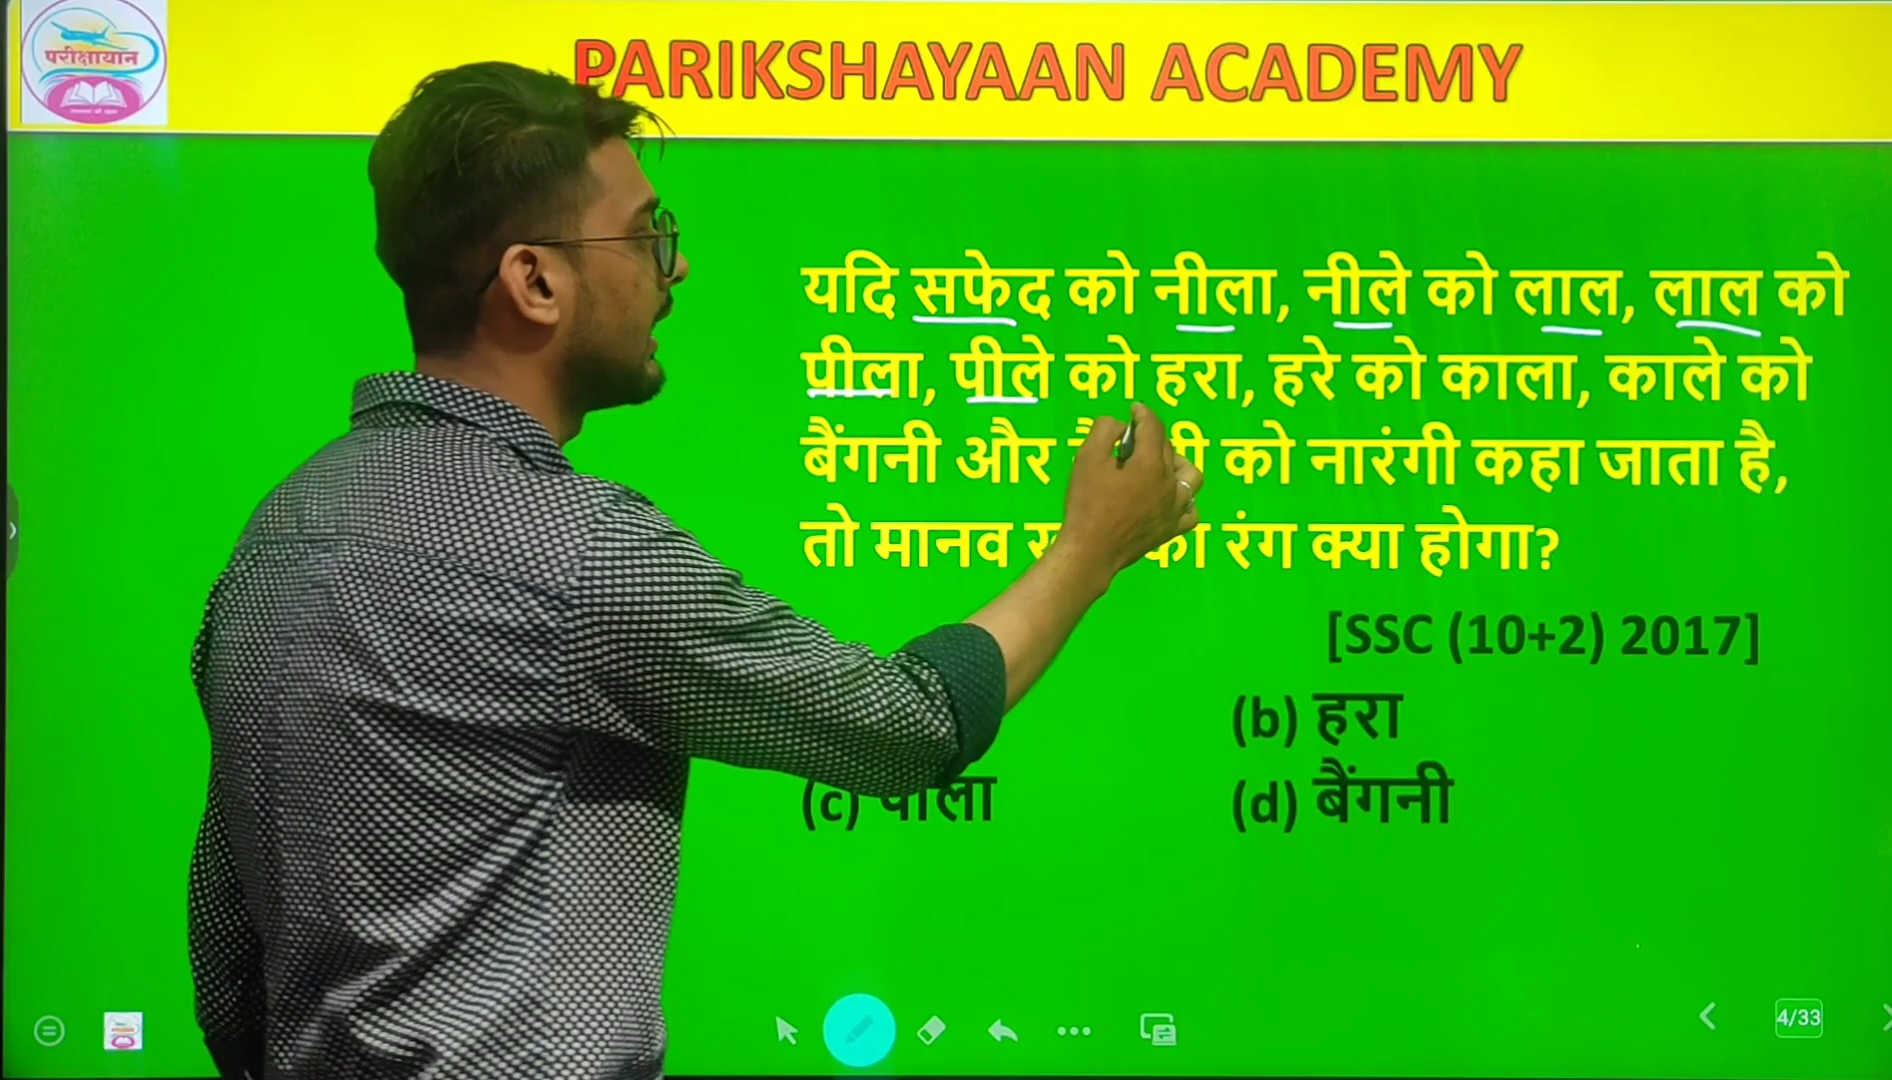 परीक्षायान
PARIKSHAYAAN ACADEMY
यदि सफेद को नीला, नीले को लाल, लाल को
पीला, पीले को हरा, हरे को काला, काले को
बैंगनी और को नारंगी कहा जाता है,
तो मानव का रंग क्या होगा?
[SSC (10+2) 2017]
(b) हरा
(c) पीला
(d) बैंगनी
4/33